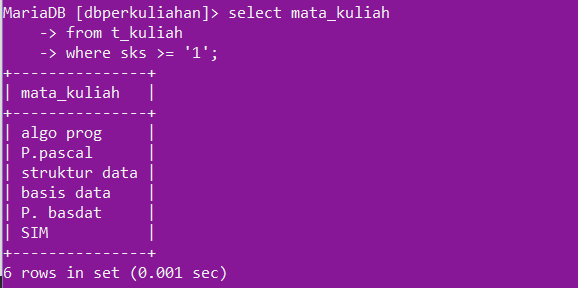 MariaDB [dbperkuliahan]> select mata_kuliah
    -> from t_kuliah
    -> where sks >= '1';
+---------------+
| mata_kuliah   |
+---------------+
| algo prog     |
| P.pascal      |
| struktur data |
| basis data    |
| P. basdat     |
| SIM           |
+---------------+
6 rows in set (0.001 sec)